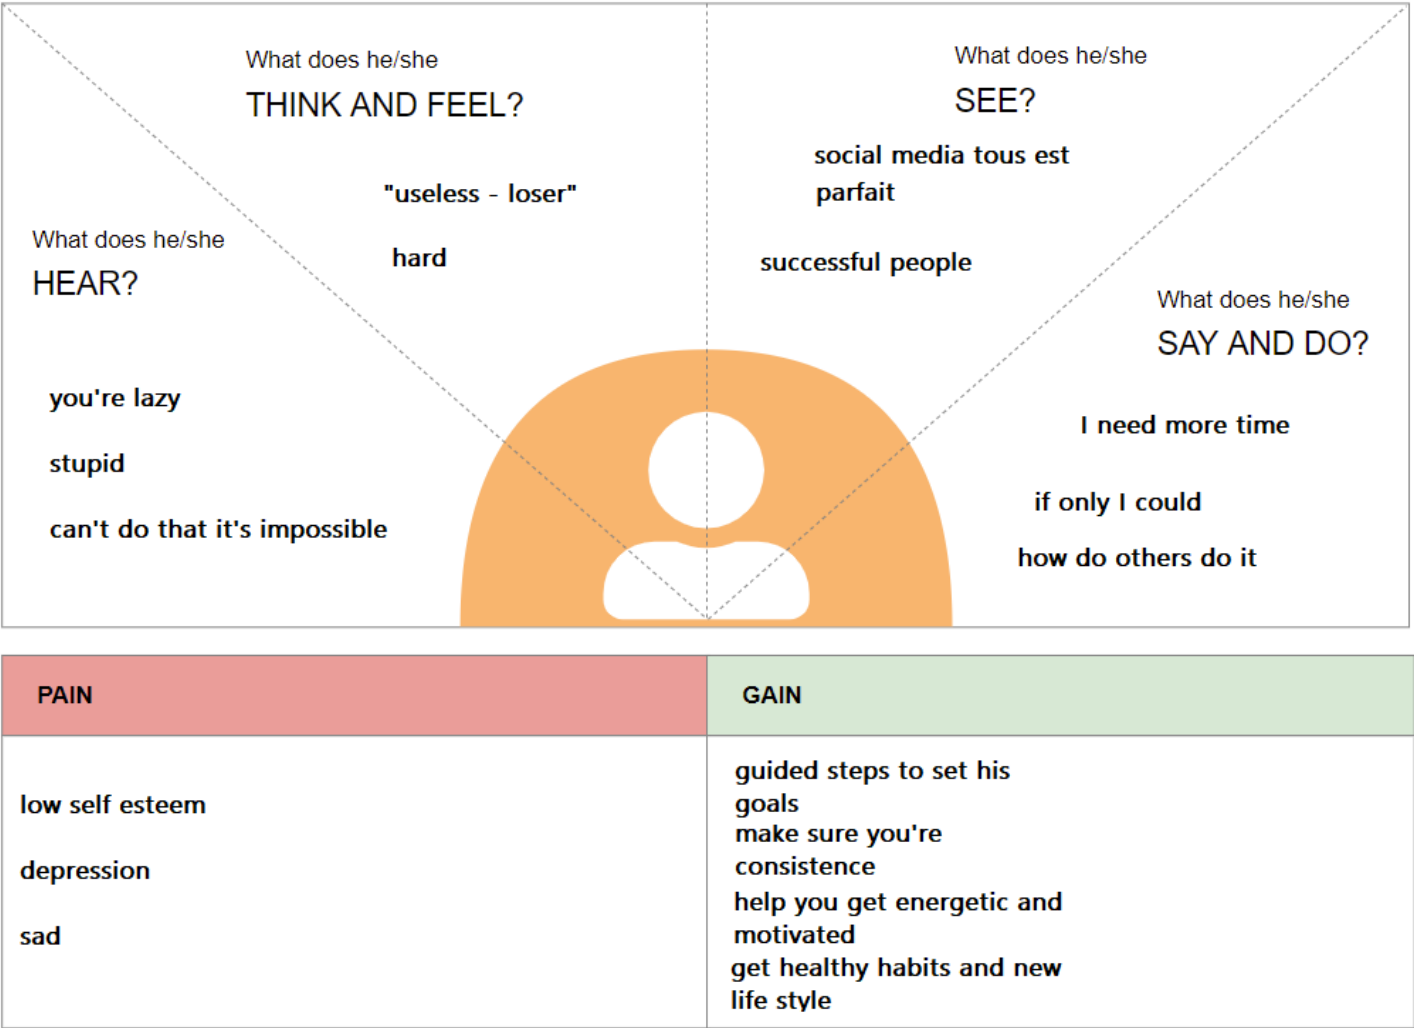 What does he/she
THINK AND FEEL?
"useless - loser"
hard
What does he/she
SEE?
social media tous est
parfait
successful people
What does he/she
HEAR?
you're lazy
stupid
can't do that it's impossible
What does he/she
SAY AND DO?
I need more time
if only I could
how do others do it
PAIN
low self esteem
depression
sad
GAIN
guided steps to set his
goals
make sure you're
consistence
help you get energetic and
motivated
get healthy habits and new
life style